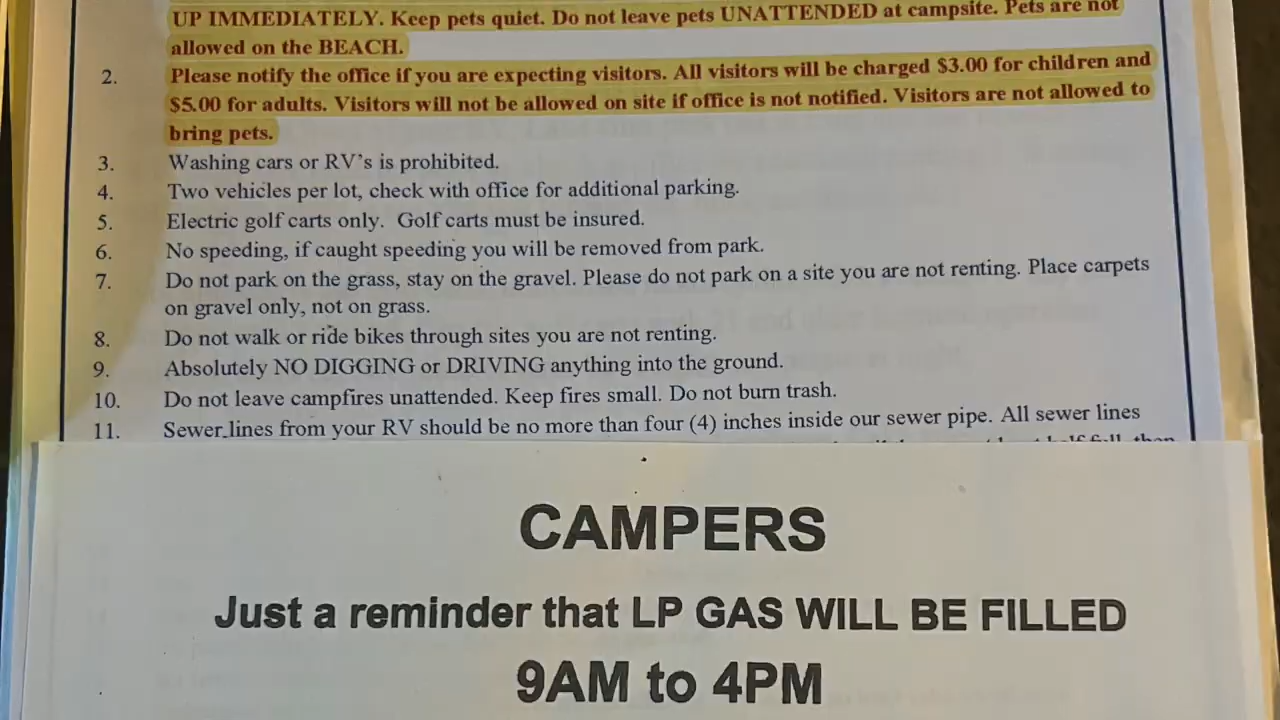 UP IMMEDIATELY. Keep pets quiet. Do not leave pets UNATTENDED at campsite. Pets are not
allowed on the BEACH.
2. Please notify the office if you are expecting visitors. All visitors will be charged $3.00 for children and
$5.00 for adults. Visitors will not be allowed on site if office is not notified. Visitors are not allowed to
bring pets.
3. Washing cars or RV's is prohibited.
4. Two vehicles per lot, check with office for additional parking.
5. Electric golf carts only. Golf carts must be insured.
6. No speeding, if caught speeding you will be removed from park.
7. Do not park on the grass, stay on the gravel. Please do not park on a site you are not renting. Place carpets
on gravel only, not on grass.
8. Do not walk or ride bikes through sites you are not renting.
9. Absolutely NO DIGGING or DRIVING anything into the ground.
10. Do not leave campfires unattended. Keep fires small. Do not burn trash.
11. Sewer lines from your RV should be no more than four (4) inches inside our sewer pipe. All sewer lines
half full, than
CAMPERS
Just a reminder that LP GAS WILL BE FILLED
9AM to 4PM